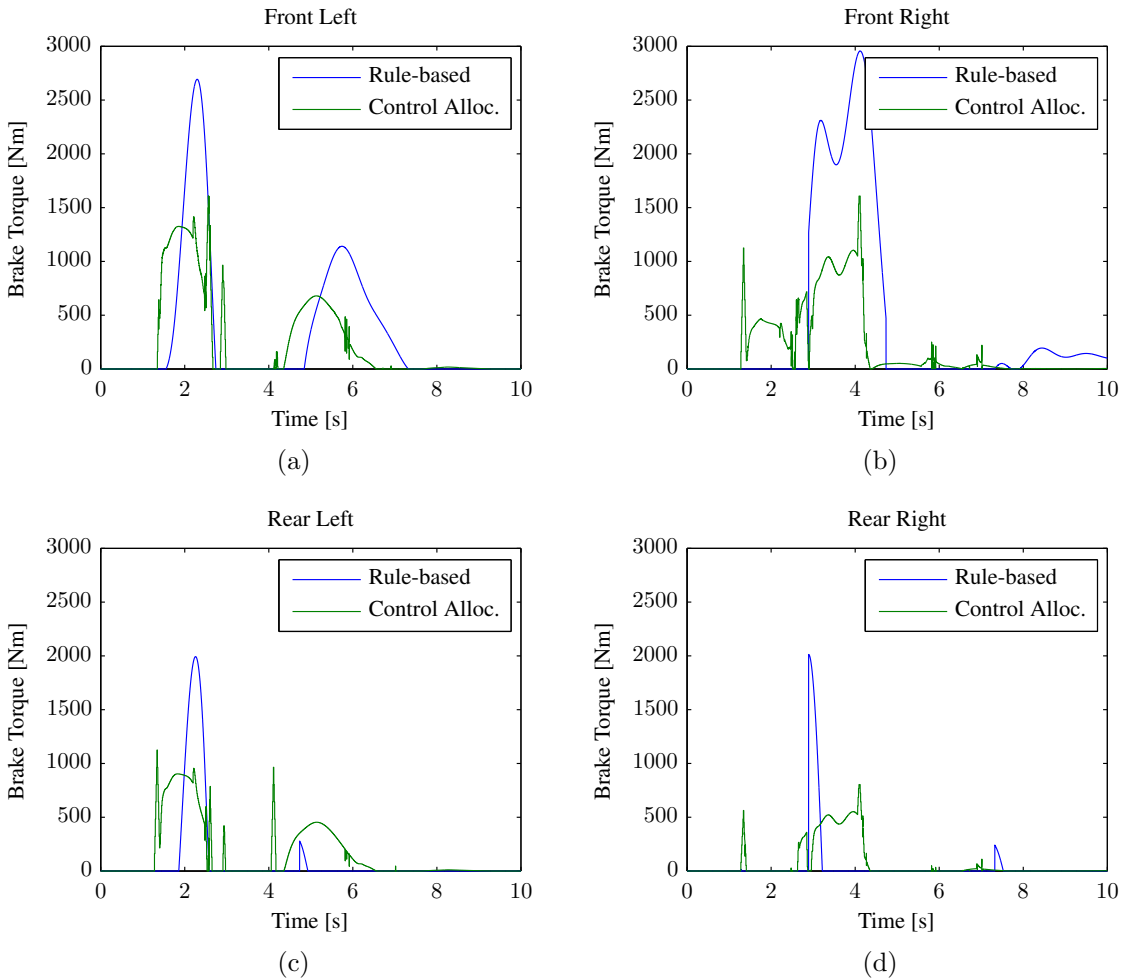 Front Left
3000
2500
2000
1500
1000
500
0
Brake Torque [Nm]
Rule-based
Control Alloc.
0 2 4 6 8 10
Time [s]
(a)
Front Right
3000
2500
2000
1500
1000
500
0
Brake Torque [Nm]
Rule-based
Control Alloc.
0 2 4 6 8 10
Time [s]
(b)
Rear Left
3000
2500
2000
1500
1000
500
0
Brake Torque [Nm]
Rule-based
Control Alloc.
0 2 4 6 8 10
Time [s]
(c)
Rear Right
3000
2500
2000
1500
1000
500
0
Brake Torque [Nm]
Rule-based
Control Alloc.
0 2 4 6 8 10
Time [s]
(d)